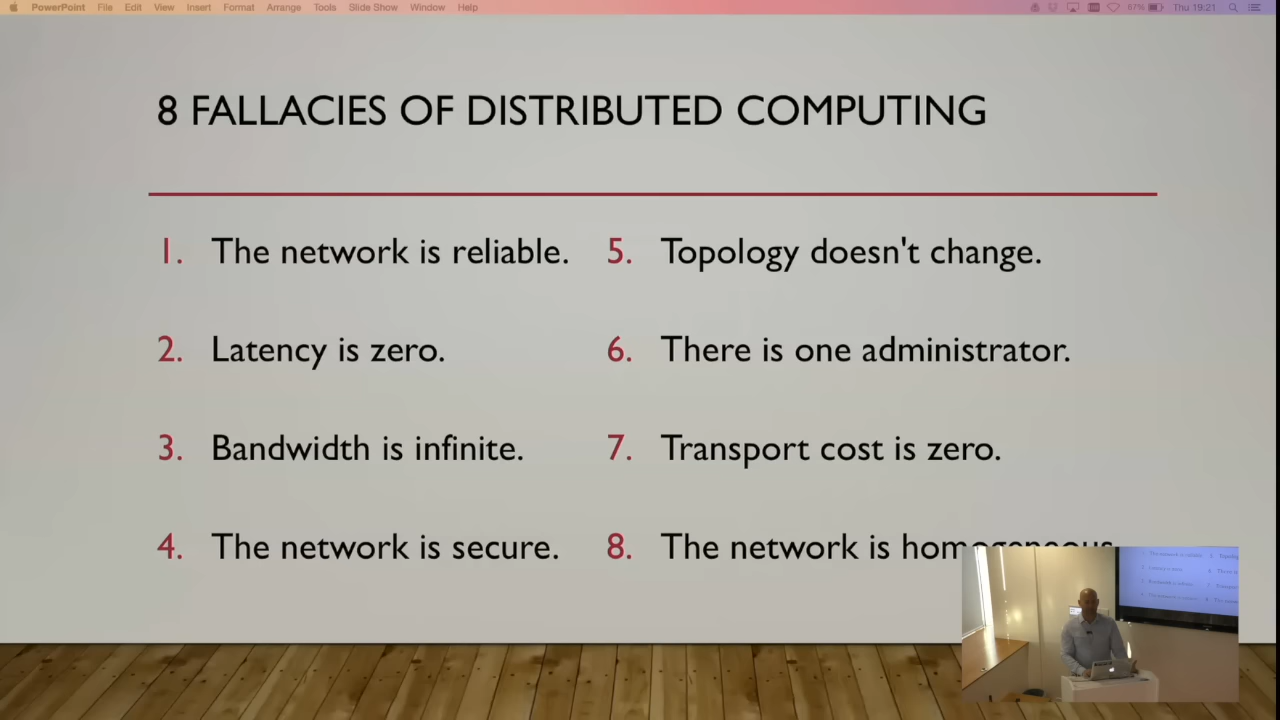 PowerPoint File Edit View Insert Format Arrange Tools Slide Show Window Help 67% Thu 19:21
8 FALLACIES OF DISTRIBUTED COMPUTING
1. The network is reliable.
2. Latency is zero.
3. Bandwidth is infinite.
4. The network is secure.
5. Topology doesn't change.
6. There is one administrator.
7. Transport cost is zero.
8. The network is homogeneous.